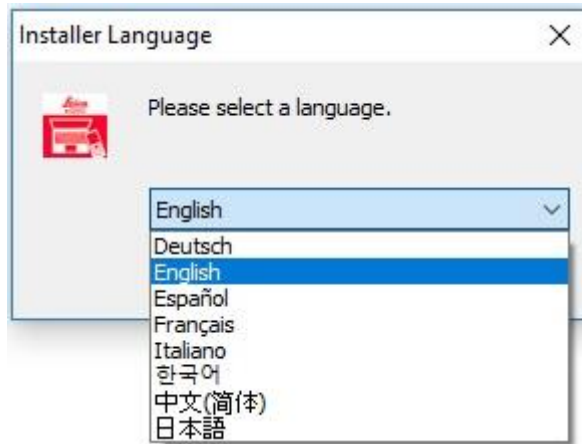 Installer Language
Leica
Please select a language.
English
Deutsch
English
Español
Français
Italiano
한국어
中文(简体)
日本語